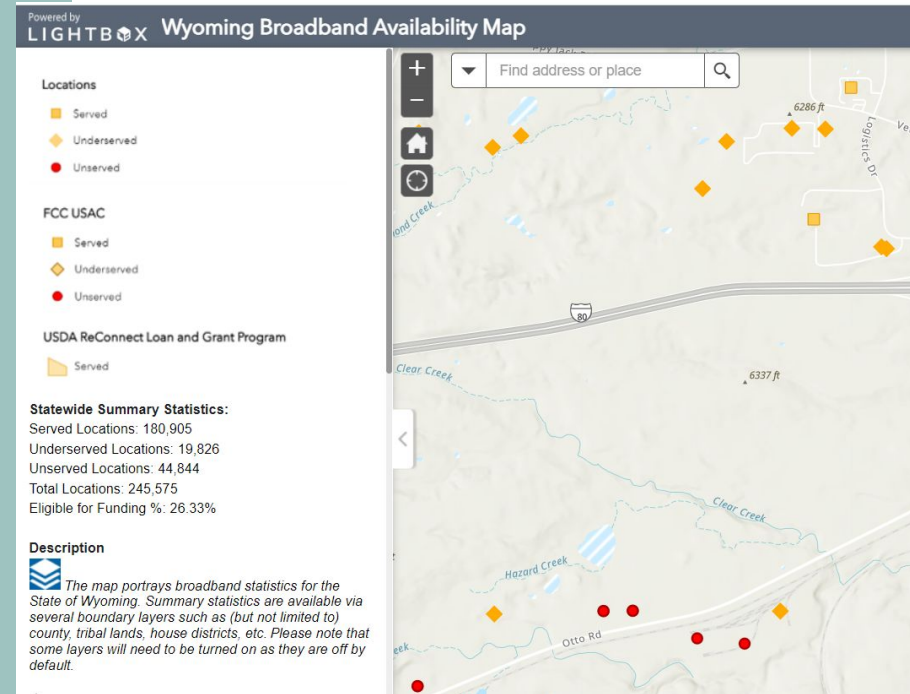 Powered by
LIGHTBOX Wyoming Broadband Availability Map
Locations
Served
Underserved
Unserved
FCC USAC
Served
Underserved
Unserved
USDA ReConnect Loan and Grant Program
Served
Statewide Summary Statistics:
Served Locations: 180,905
Underserved Locations: 19,826
Unserved Locations: 44,844
Total Locations: 245,575
Eligible for Funding %: 26.33%
Description
The map portrays broadband statistics for the
State of Wyoming. Summary statistics are available via
several boundary layers such as (but not limited to)
county, tribal lands, house districts, etc. Please note that
some layers will need to be turned on as they are off by
default.
+
−
Find address or place
6286 ft
Logistics Dr
Creek
80
Clear Creek
6337 ft
Clear Creek
Hazard Creek
Otto Rd